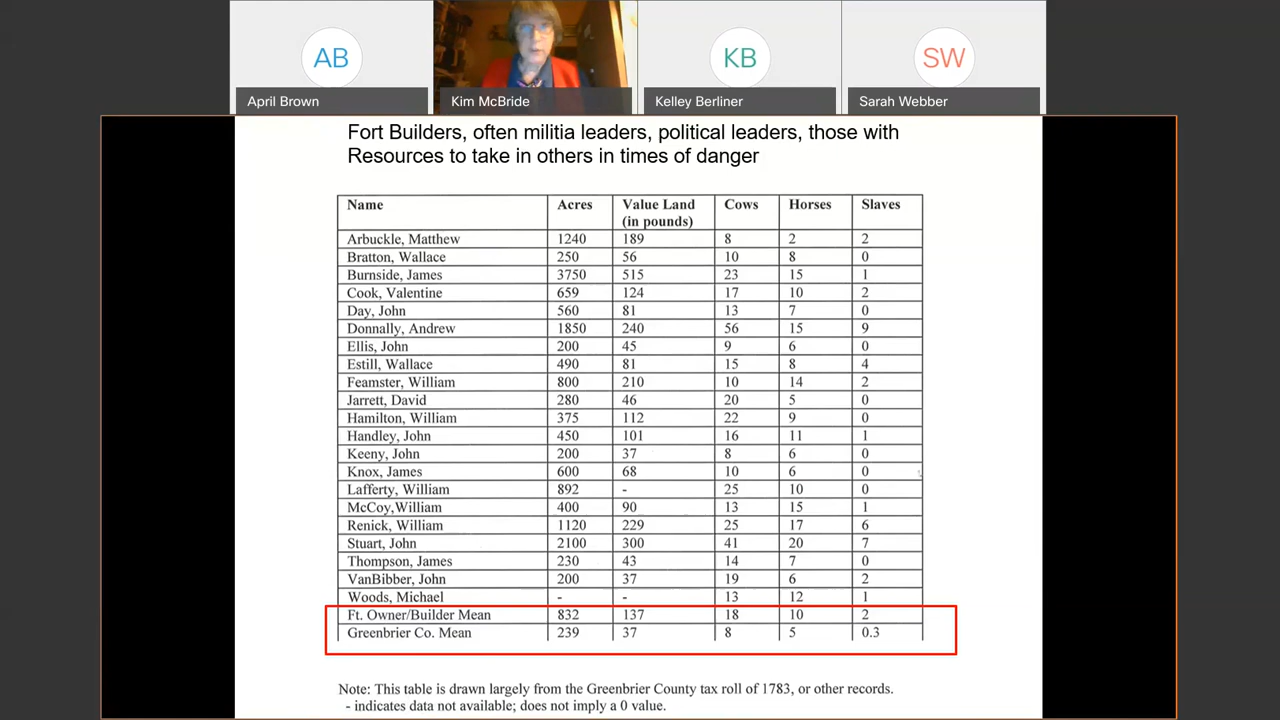 AB
KB
SW
April Brown
Kim McBride
Kelley Berliner
Sarah Webber
Fort Builders, often militia leaders, political leaders, those with
Resources to take in others in times of danger
Name Acres Value Land Cows Horses Slaves
(in pounds)
Arbuckle, Matthew 1240 189 8 2 2
Bratton, Wallace 250 56 10 8 0
Burnside, James 3750 515 23 15 1
Cook, Valentine 659 124 17 10 2
Day, John 560 81 13 7 0
Donnally, Andrew 1850 240 56 15 9
Ellis, John 200 45 9 6 0
Estill, Wallace 490 81 15 8 4
Feamster, William 800 210 10 14 2
Jarrett, David 280 46 20 5 0
Hamilton, William 375 112 22 9 0
Handley, John 450 101 16 11 1
Keeny, John 200 37 8 6 0
Knox, James 600 68 10 6 0
Lafferty, William 892 - 25 10 0
McCoy,William 400 90 13 15 1
Renick, William 1120 229 25 17 6
Stuart, John 2100 300 41 20 7
Thompson, James 230 43 14 7 0
VanBibber, John 200 37 19 6 2
Woods, Michael - - 13 12 1
Ft. Owner/Builder Mean 832 137 18 10 2
Greenbrier Co. Mean 239 37 8 5 0.3
Note: This table is drawn largely from the Greenbrier County tax roll of 1783, or other records.
- indicates data not available; does not imply a 0 value.